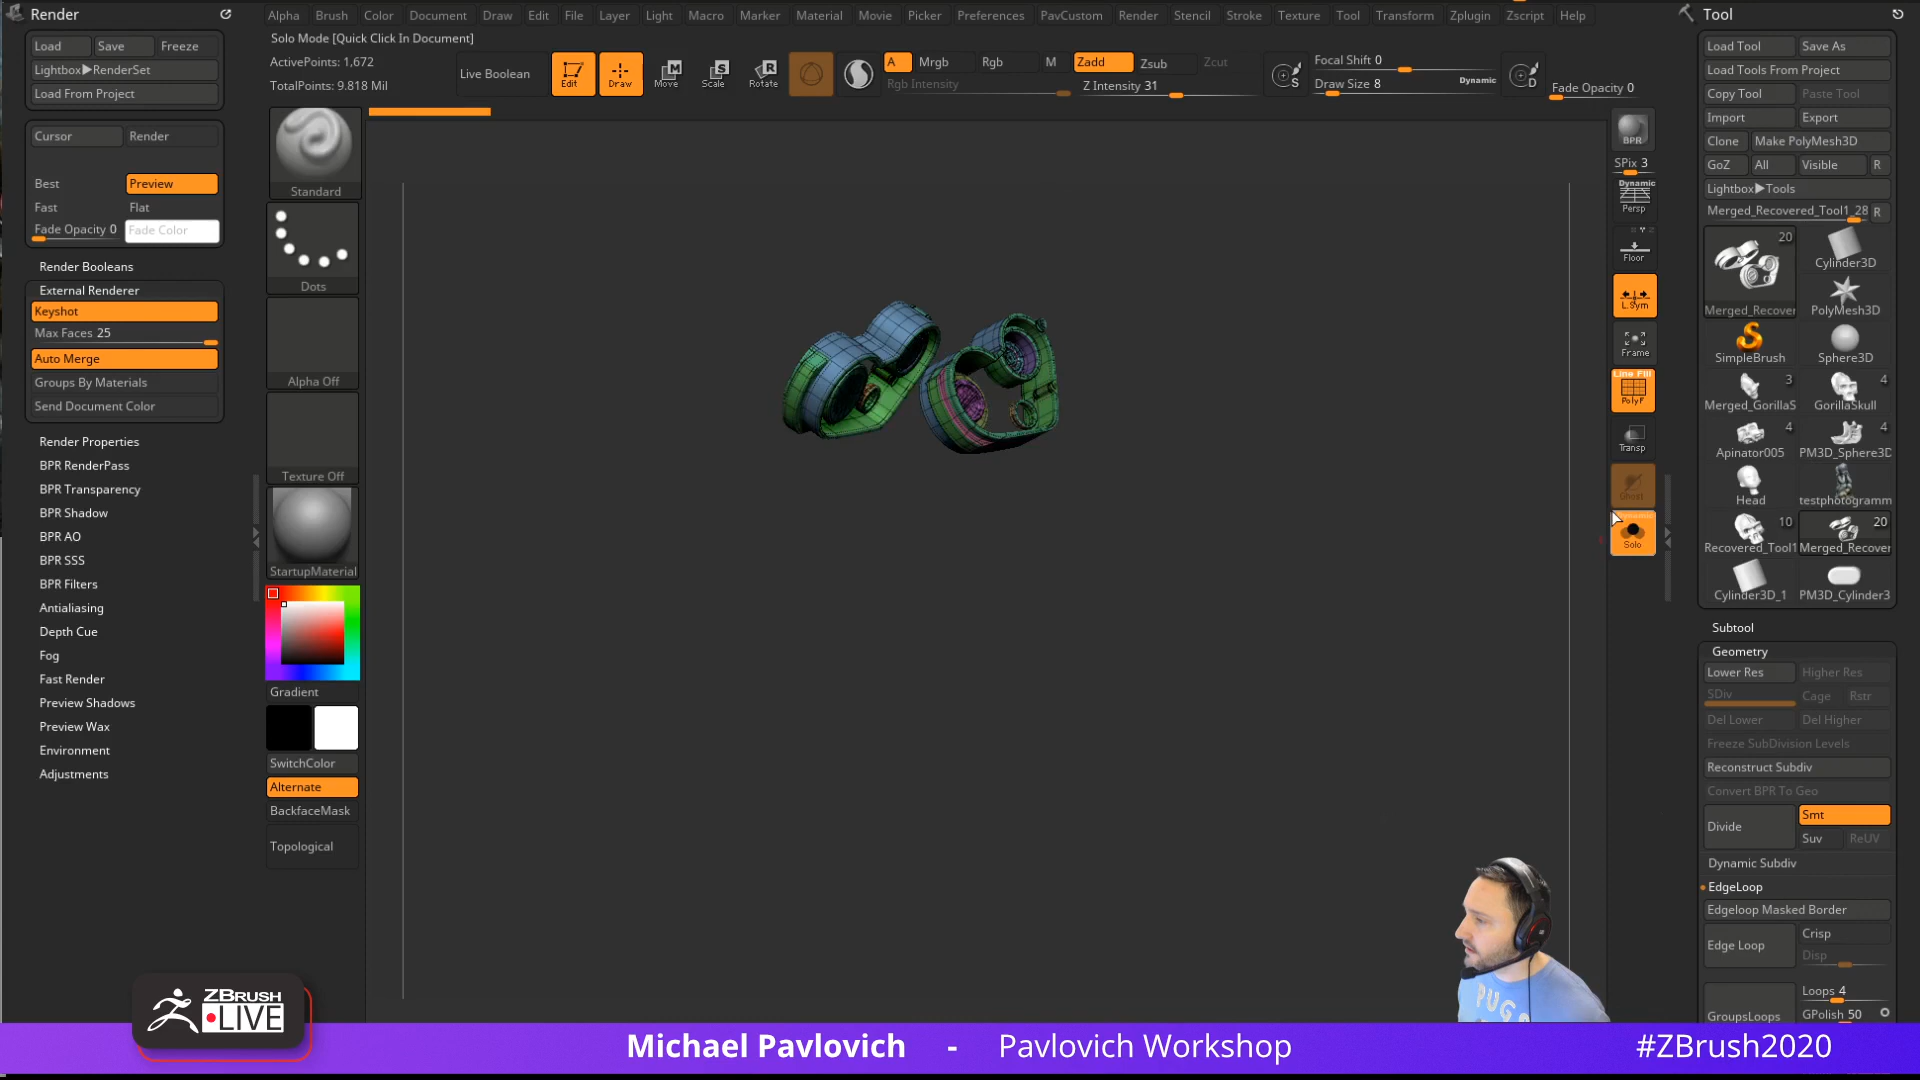 Render
Load Save Freeze
Lightbox▶RenderSet
Load From Project
Cursor Render
Best Preview
Fast Flat
Fade Opacity 0 Fade Color
Render Booleans
External Renderer
Keyshot
Max Faces 25
Auto Merge
Groups By Materials
Send Document Color
Render Properties
BPR RenderPass
BPR Transparency
BPR Shadow
BPR AO
BPR SSS
BPR Filters
Antialiasing
Depth Cue
Fog
Fast Render
Preview Shadows
Preview Wax
Environment
Adjustments
Alpha Brush Color Document Draw Edit File Layer Light Macro Marker Material Movie Picker Preferences PavCustom Render Stencil Stroke Texture Tool Transform Zplugin Zscript Help
Solo Mode [Quick Click In Document]
ActivePoints: 1,672
TotalPoints: 9.818 Mil
Live Boolean
Edit
Draw
M
Move
S
Scale
R
Rotate
A Mrgb Rgb M
Rgb Intensity
Zadd Zsub Zcut
Z Intensity 31
S
Focal Shift 0
Draw Size 8 Dynamic
D
Fade Opacity 0
Standard
Dots
Alpha Off
Texture Off
StartupMaterial
Gradient
SwitchColor
Alternate
BackfaceMask
Topological
BPR
SPix 3
Dynamic
Persp
Floor
L.Sym
Frame
Line Fill
PolyF
Transp
Ghost
Dynamic
Solo
Tool
Load Tool Save As
Load Tools From Project
Copy Tool Paste Tool
Import Export
Clone Make PolyMesh3D
GoZ All Visible R
Lightbox▶Tools
Merged_Recovered_Tool1_28 R
20
Merged_Recover
Cylinder3D
PolyMesh3D
SimpleBrush Sphere3D
3 4
Merged_GorillaS GorillaSkull
4 4
Apinator005 PM3D_Sphere3D
Head testphotogramm
10 20
Recovered_Tool1 Merged_Recover
Cylinder3D_1 PM3D_Cylinder3
Subtool
Geometry
Lower Res Higher Res
SDiv Cage Rstr
Del Lower Del Higher
Freeze SubDivision Levels
Reconstruct Subdiv
Convert BPR To Geo
Divide Smt
Suv ReUV
Dynamic Subdiv
EdgeLoop
Edgeloop Masked Border
Edge Loop Crisp
Disp
Loops 4
GroupsLoops GPolish 50
PUG
ZBRUSH
LIVE
Michael Pavlovich - Pavlovich Workshop #ZBrush2020